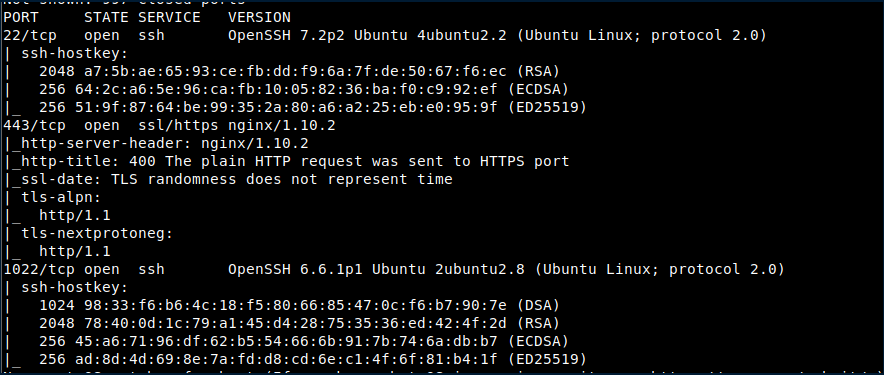 PORT     STATE SERVICE   VERSION
22/tcp   open  ssh       OpenSSH 7.2p2 Ubuntu 4ubuntu2.2 (Ubuntu Linux; protocol 2.0)
| ssh-hostkey:
|   2048 a7:5b:ae:65:93:ce:fb:dd:f9:6a:7f:de:50:67:f6:ec (RSA)
|   256 64:2c:a6:5e:96:ca:fb:10:05:82:36:ba:f0:c9:92:ef (ECDSA)
|_  256 51:9f:87:64:be:99:35:2a:80:a6:a2:25:eb:e0:95:9f (ED25519)
443/tcp  open  ssl/https nginx/1.10.2
|_http-server-header: nginx/1.10.2
|_http-title: 400 The plain HTTP request was sent to HTTPS port
|_ssl-date: TLS randomness does not represent time
| tls-alpn:
|_  http/1.1
| tls-nextprotoneg:
|_  http/1.1
1022/tcp open  ssh       OpenSSH 6.6.1p1 Ubuntu 2ubuntu2.8 (Ubuntu Linux; protocol 2.0)
| ssh-hostkey:
|   1024 98:33:f6:b6:4c:18:f5:80:66:85:47:0c:f6:b7:90:7e (DSA)
|   2048 78:40:0d:1c:79:a1:45:d4:28:75:35:36:ed:42:4f:2d (RSA)
|   256 45:a6:71:96:df:62:b5:54:66:6b:91:7b:74:6a:db:b7 (ECDSA)
|_  256 ad:8d:4d:69:8e:7a:fd:d8:cd:6e:c1:4f:6f:81:b4:1f (ED25519)